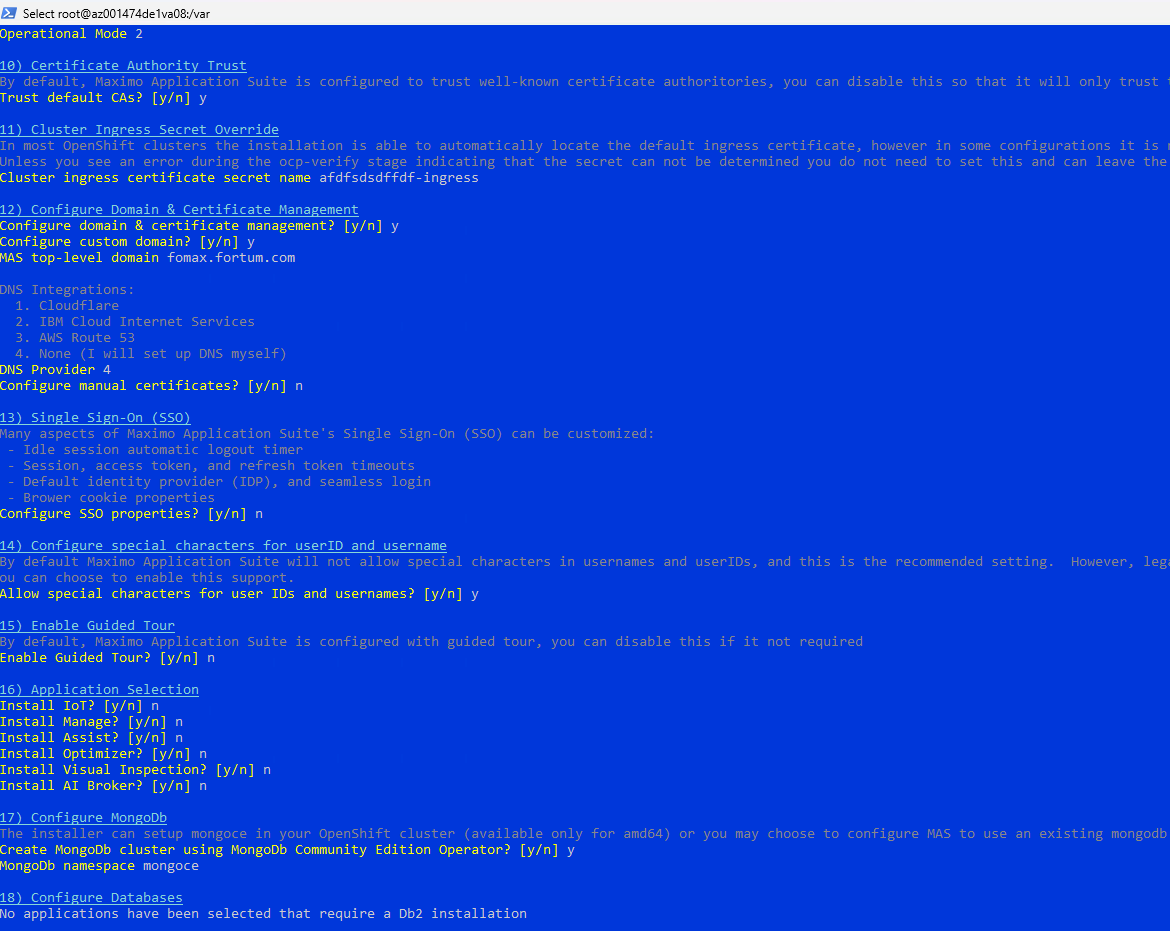 Select root@az001474de1va08:/var
Operational Mode 2
10) Certificate Authority Trust
By default, Maximo Application Suite is configured to trust well-known certificate authoritories, you can disable this so that it will only trust
Trust default CAs? [y/n] y
11) Cluster Ingress Secret Override
In most OpenShift clusters the installation is able to automatically locate the default ingress certificate, however in some configurations it is
Unless you see an error during the ocp-verify stage indicating that the secret can not be determined you do not need to set this and can leave the
Cluster ingress certificate secret name afdfsdsdffdf-ingress
12) Configure Domain & Certificate Management
Configure domain & certificate management? [y/n] y
Configure custom domain? [y/n] y
MAS top-level domain fomax.fortum.com
DNS Integrations:
1. Cloudflare
2. IBM Cloud Internet Services
3. AWS Route 53
4. None (I will set up DNS myself)
DNS Provider 4
Configure manual certificates? [y/n] n
13) Single Sign-On (SSO)
Many aspects of Maximo Application Suite's Single Sign-On (SSO) can be customized:
- Idle session automatic logout timer
- Session, access token, and refresh token timeouts
- Default identity provider (IDP), and seamless login
- Brower cookie properties
Configure SSO properties? [y/n] n
14) Configure special characters for userID and username
By default Maximo Application Suite will not allow special characters in usernames and userIDs, and this is the recommended setting.  However, lega
ou can choose to enable this support.
Allow special characters for user IDs and usernames? [y/n] y
15) Enable Guided Tour
By default, Maximo Application Suite is configured with guided tour, you can disable this if it not required
Enable Guided Tour? [y/n] n
16) Application Selection
Install IoT? [y/n] n
Install Manage? [y/n] n
Install Assist? [y/n] n
Install Optimizer? [y/n] n
Install Visual Inspection? [y/n] n
Install AI Broker? [y/n] n
17) Configure MongoDb
The installer can setup mongoce in your OpenShift cluster (available only for amd64) or you may choose to configure MAS to use an existing mongodb
Create MongoDb cluster using MongoDb Community Edition Operator? [y/n] y
MongoDb namespace mongoce
18) Configure Databases
No applications have been selected that require a Db2 installation